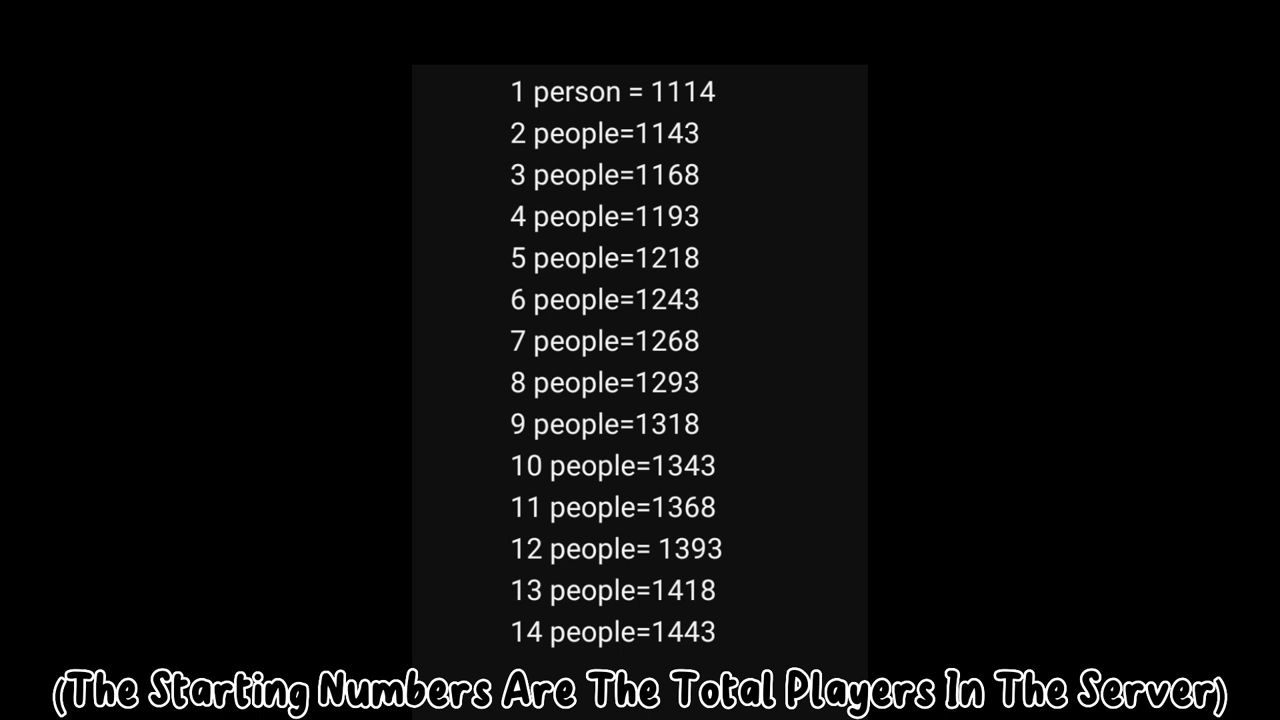 1 person = 1114
2 people=1143
3 people=1168
4 people=1193
5 people=1218
6 people=1243
7 people=1268
8 people=1293
9 people=1318
10 people=1343
11 people=1368
12 people= 1393
13 people=1418
14 people=1443
(The Starting Numbers Are The Total Players In The Server)